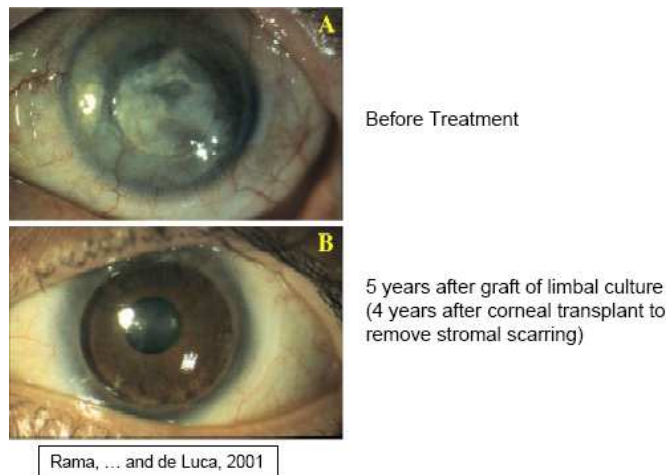 A
Before Treatment
B
5 years after graft of limbal culture
(4 years after corneal transplant to
remove stromal scarring)
Rama, ... and de Luca, 2001